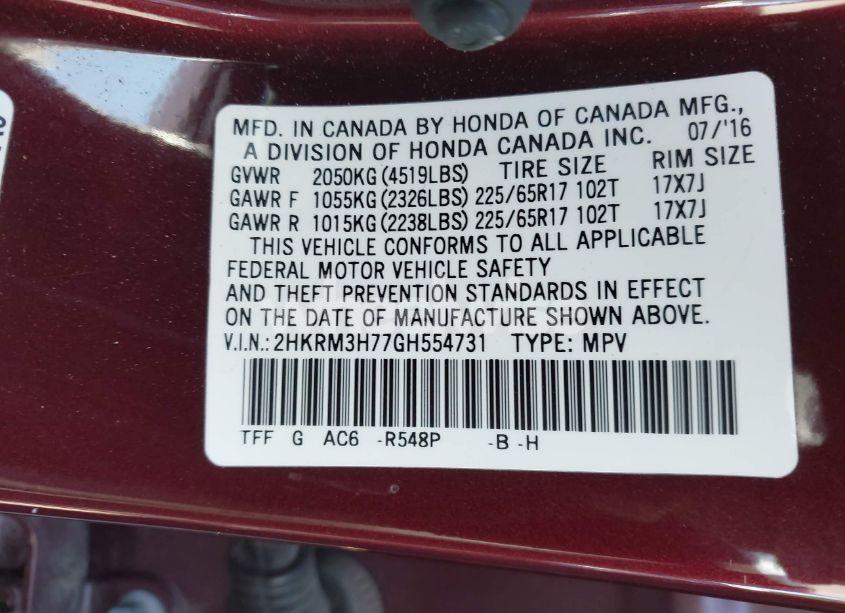 MFD. IN CANADA BY HONDA OF CANADA MFG.,
A DIVISION OF HONDA CANADA INC. 07/'16
GVWR 2050KG (4519LBS) TIRE SIZE RIM SIZE
GAWR F 1055KG (2326LBS) 225/65R17 102T 17X7J
GAWR R 1015KG (2238LBS) 225/65R17 102T 17X7J
THIS VEHICLE CONFORMS TO ALL APPLICABLE
FEDERAL MOTOR VEHICLE SAFETY
AND THEFT PREVENTION STANDARDS IN EFFECT
ON THE DATE OF MANUFACTURE SHOWN ABOVE.
V.I.N.: 2HKRM3H77GH554731 TYPE: MPV
TFF G AC6 -R548P -B -H